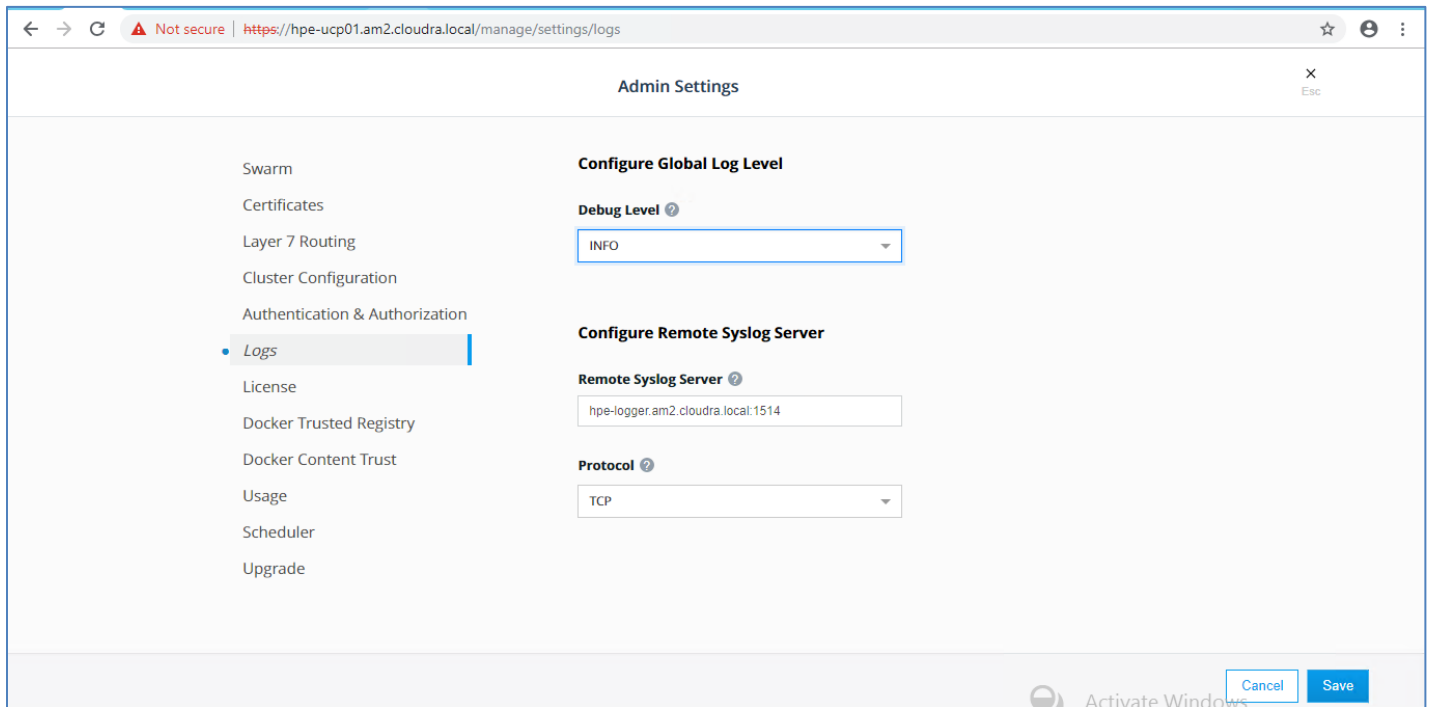 Not secure | https://hpe-ucp01.am2.cloudra.local/manage/settings/logs
Admin Settings
Esc
Swarm
Certificates
Layer 7 Routing
Cluster Configuration
Authentication & Authorization
Logs
License
Docker Trusted Registry
Docker Content Trust
Usage
Scheduler
Upgrade
Configure Global Log Level
Debug Level ?
INFO
Configure Remote Syslog Server
Remote Syslog Server ?
hpe-logger.am2.cloudra.local:1514
Protocol ?
TCP
Cancel
Save
Activate Windows